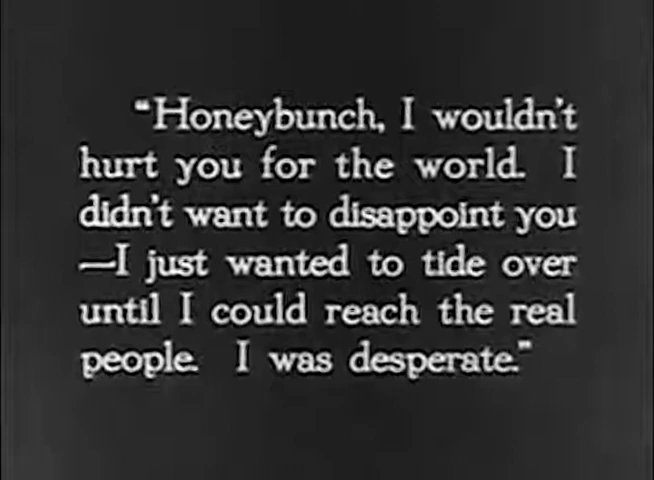 "Honeybunch, I wouldn't
hurt you for the world. I
didn't want to disappoint you
—I just wanted to tide over
until I could reach the real
people. I was desperate."